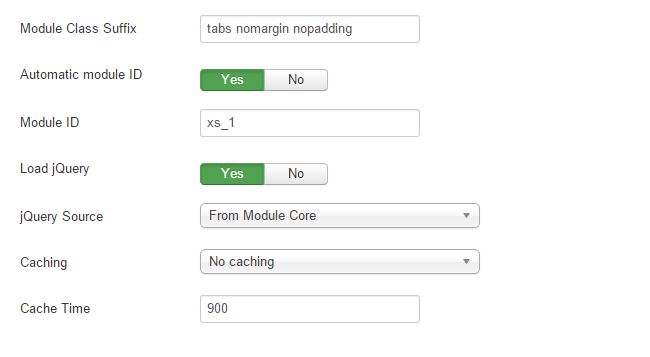 Module Class Suffix tabs nomargin nopadding
Automatic module ID Yes No
Module ID xs_1
Load jQuery Yes No
jQuery Source From Module Core
Caching No caching
Cache Time 900